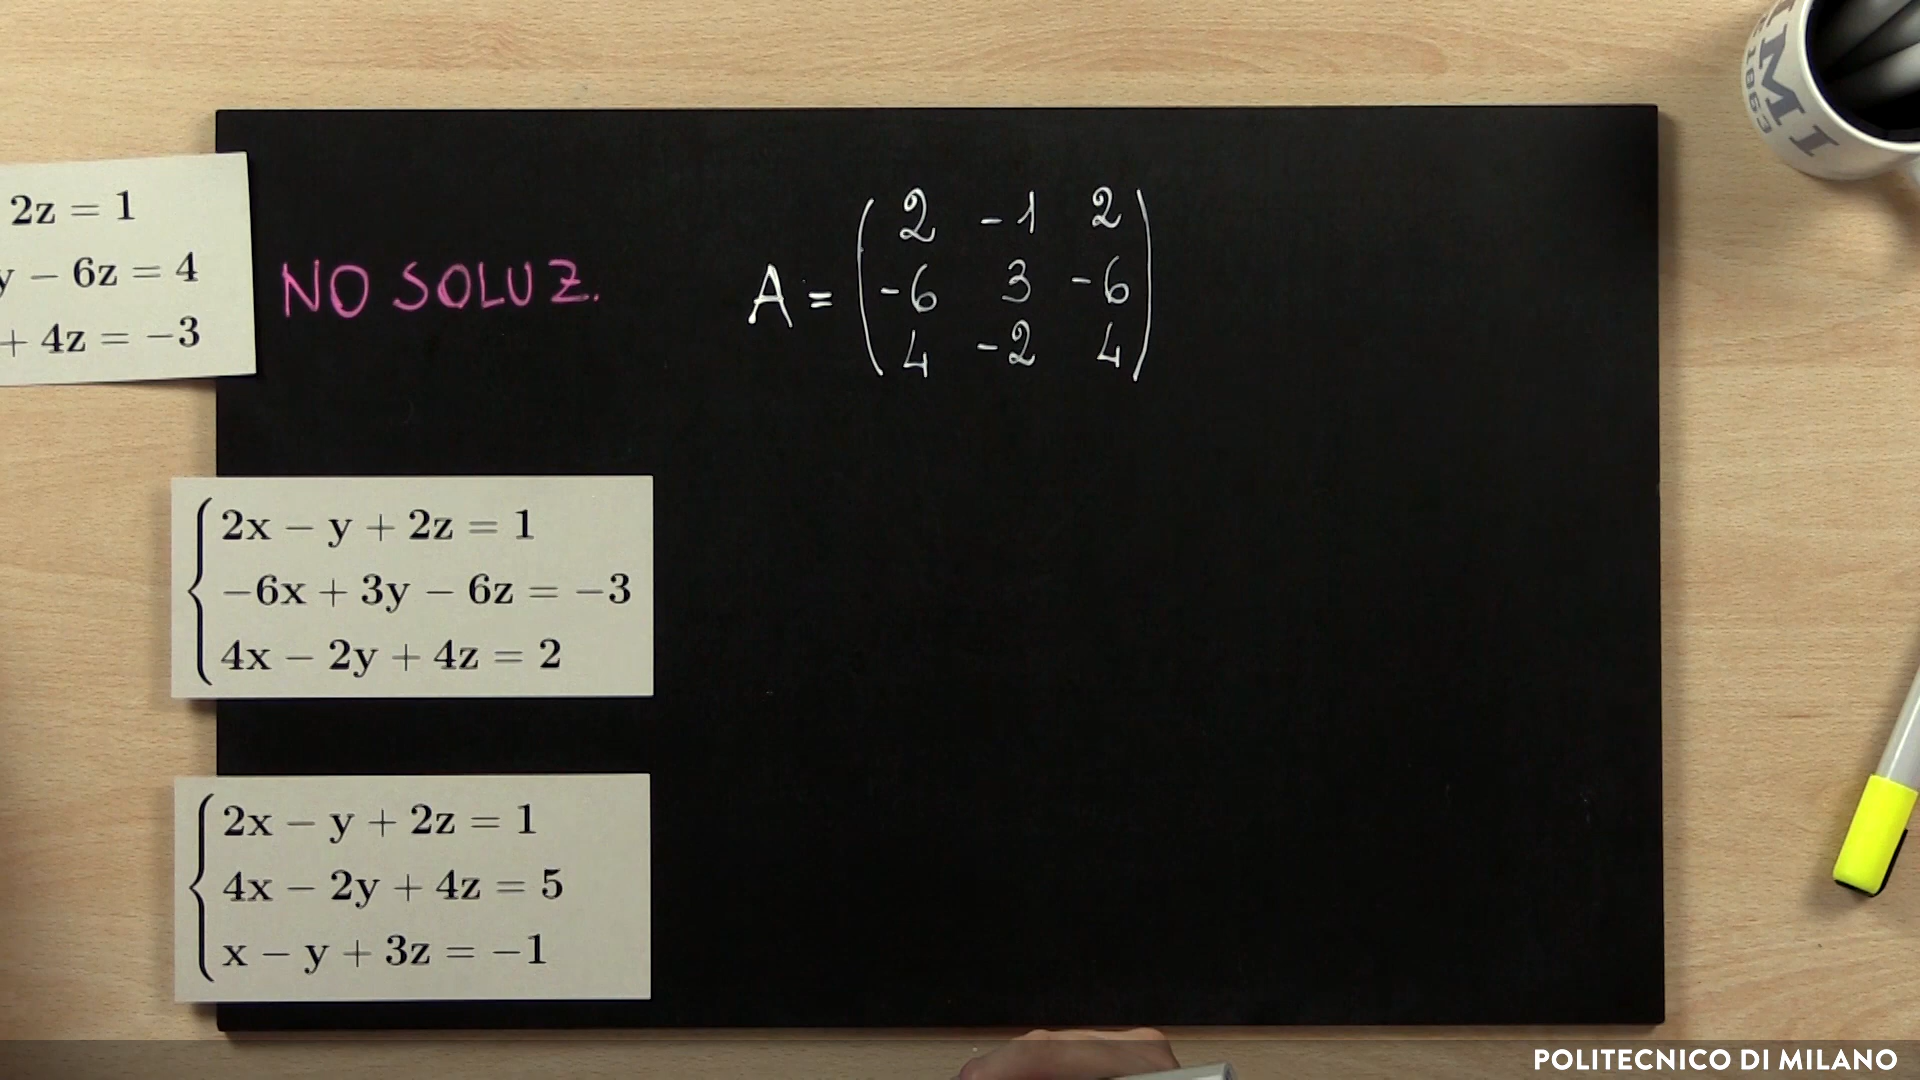 2z = 1
y − 6z = 4
+ 4z = −3
NO SOLUZ.
A = ( 2 -1 2
-6 3 -6
4 -2 4 )
2x − y + 2z = 1
−6x + 3y − 6z = −3
4x − 2y + 4z = 2
2x − y + 2z = 1
4x − 2y + 4z = 5
x − y + 3z = −1
POLITECNICO DI MILANO